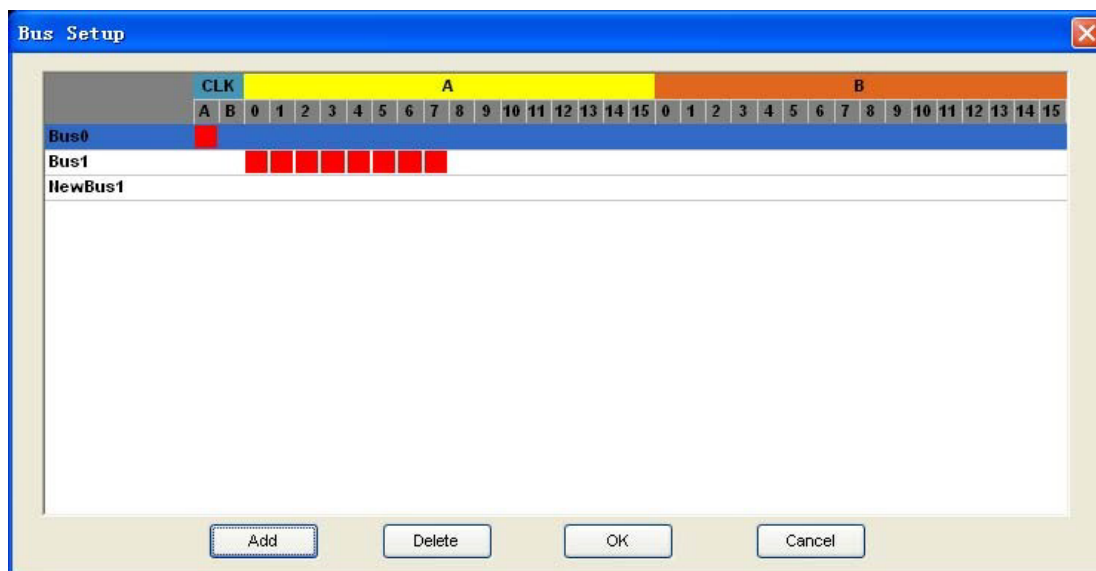 Bus Setup
CLK A B
A B 0 1 2 3 4 5 6 7 8 9 10 11 12 13 14 15 0 1 2 3 4 5 6 7 8 9 10 11 12 13 14 15
Bus0
Bus1
NewBus1
Add Delete OK Cancel